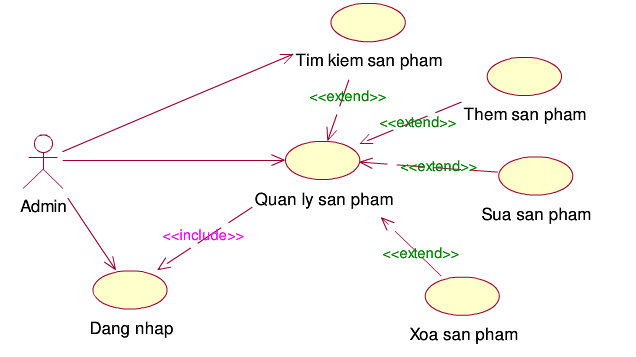 Tim kiem san pham
<<extend>>
Them san pham
<<extend>>
<<extend>>
Admin
Quan ly san pham
Sua san pham
<<include>>
<<extend>>
Dang nhap
Xoa san pham